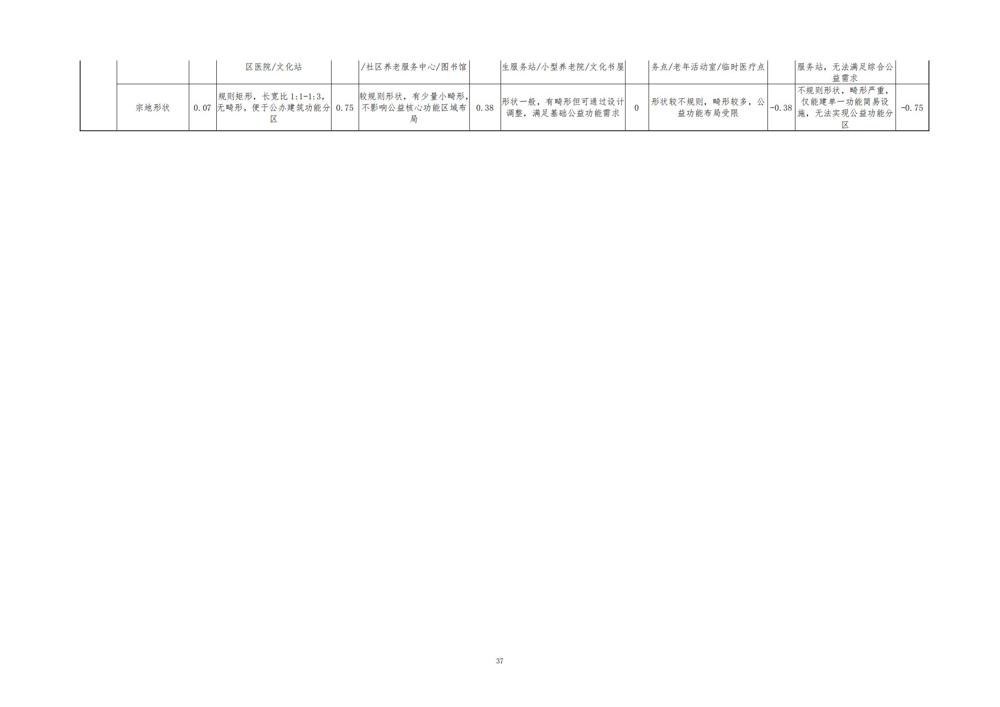 区医院/文化站
/社区养老服务中心/图书馆
生服务站/小型养老院/文化书屋
务点/老年活动室/临时医疗点
服务站，无法满足综合公
益需求
宗地形状
0.07
规则矩形，长宽比 1:1-1:3，
无畸形，便于公办建筑功能分
区
0.75
较规则形状，有少量小畸形，
不影响公益核心功能区域布
局
0.38
形状一般，有畸形但可通过设计
调整，满足基础公益功能需求
0
形状较不规则，畸形较多，公
益功能布局受限
-0.38
不规则形状，畸形严重，
仅能建单一功能简易设
施，无法实现公益功能分
区
-0.75
37